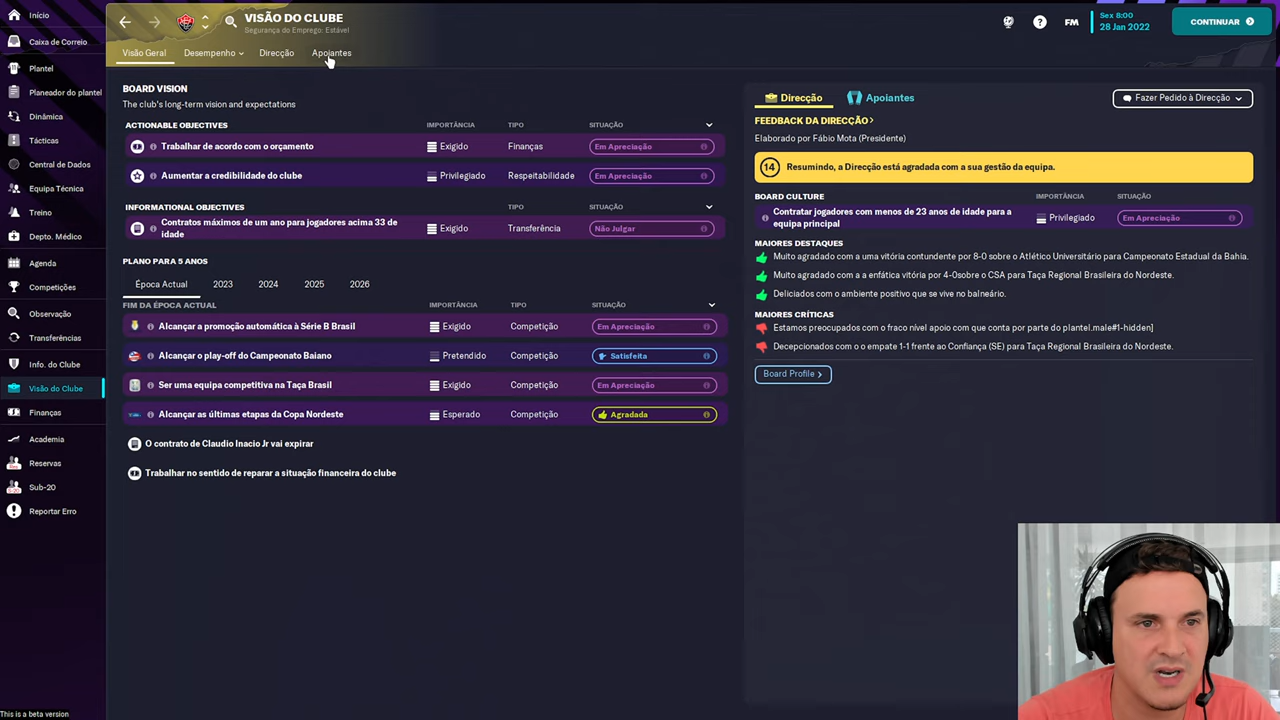 Início
Caixa de Correio
Plantel
Planeador do plantel
Dinâmica
Tácticas
Central de Dados
Equipa Técnica
Treino
Depto. Médico
Agenda
Competições
Observação
Transferências
Info. do Clube
Visão do Clube
Finanças
Academia
Reservas
Sub-20
Reportar Erro
This is a beta version
VISÃO DO CLUBE
Segurança do Emprego: Estável
FM
Sex 8:00
28 Jan 2022
CONTINUAR
Visão Geral Desempenho Direcção Apoiantes
BOARD VISION
The club's long-term vision and expectations
ACTIONABLE OBJECTIVES IMPORTÂNCIA TIPO SITUAÇÃO
Trabalhar de acordo com o orçamento Exigido Finanças Em Apreciação
Aumentar a credibilidade do clube Privilegiado Respeitabilidade Em Apreciação
INFORMATIONAL OBJECTIVES IMPORTÂNCIA TIPO SITUAÇÃO
Contratos máximos de um ano para jogadores acima 33 de
idade Exigido Transferência Não Julgar
PLANO PARA 5 ANOS
Época Actual 2023 2024 2025 2026
FIM DA ÉPOCA ACTUAL IMPORTÂNCIA TIPO SITUAÇÃO
Alcançar a promoção automática à Série B Brasil Exigido Competição Em Apreciação
Alcançar o play-off do Campeonato Baiano Pretendido Competição Satisfeita
Ser uma equipa competitiva na Taça Brasil Exigido Competição Em Apreciação
Alcançar as últimas etapas da Copa Nordeste Esperado Competição Agradada
O contrato de Claudio Inacio Jr vai expirar
Trabalhar no sentido de reparar a situação financeira do clube
Direcção Apoiantes Fazer Pedido à Direcção
FEEDBACK DA DIRECÇÃO>
Elaborado por Fábio Mota (Presidente)
14 Resumindo, a Direcção está agradada com a sua gestão da equipa.
BOARD CULTURE IMPORTÂNCIA SITUAÇÃO
Contratar jogadores com menos de 23 anos de idade para a
equipa principal Privilegiado Em Apreciação
MAIORES DESTAQUES
Muito agradado com a uma vitória contundente por 8-0 sobre o Atlético Universitário para Campeonato Estadual da Bahia.
Muito agradado com a a enfática vitória por 4-0sobre o CSA para Taça Regional Brasileira do Nordeste.
Deliciados com o ambiente positivo que se vive no balneário.
MAIORES CRÍTICAS
Estamos preocupados com o fraco nível apoio com que conta por parte do plantel.male#1-hidden]
Decepcionados com o o empate 1-1 frente ao Confiança (SE) para Taça Regional Brasileira do Nordeste.
Board Profile >